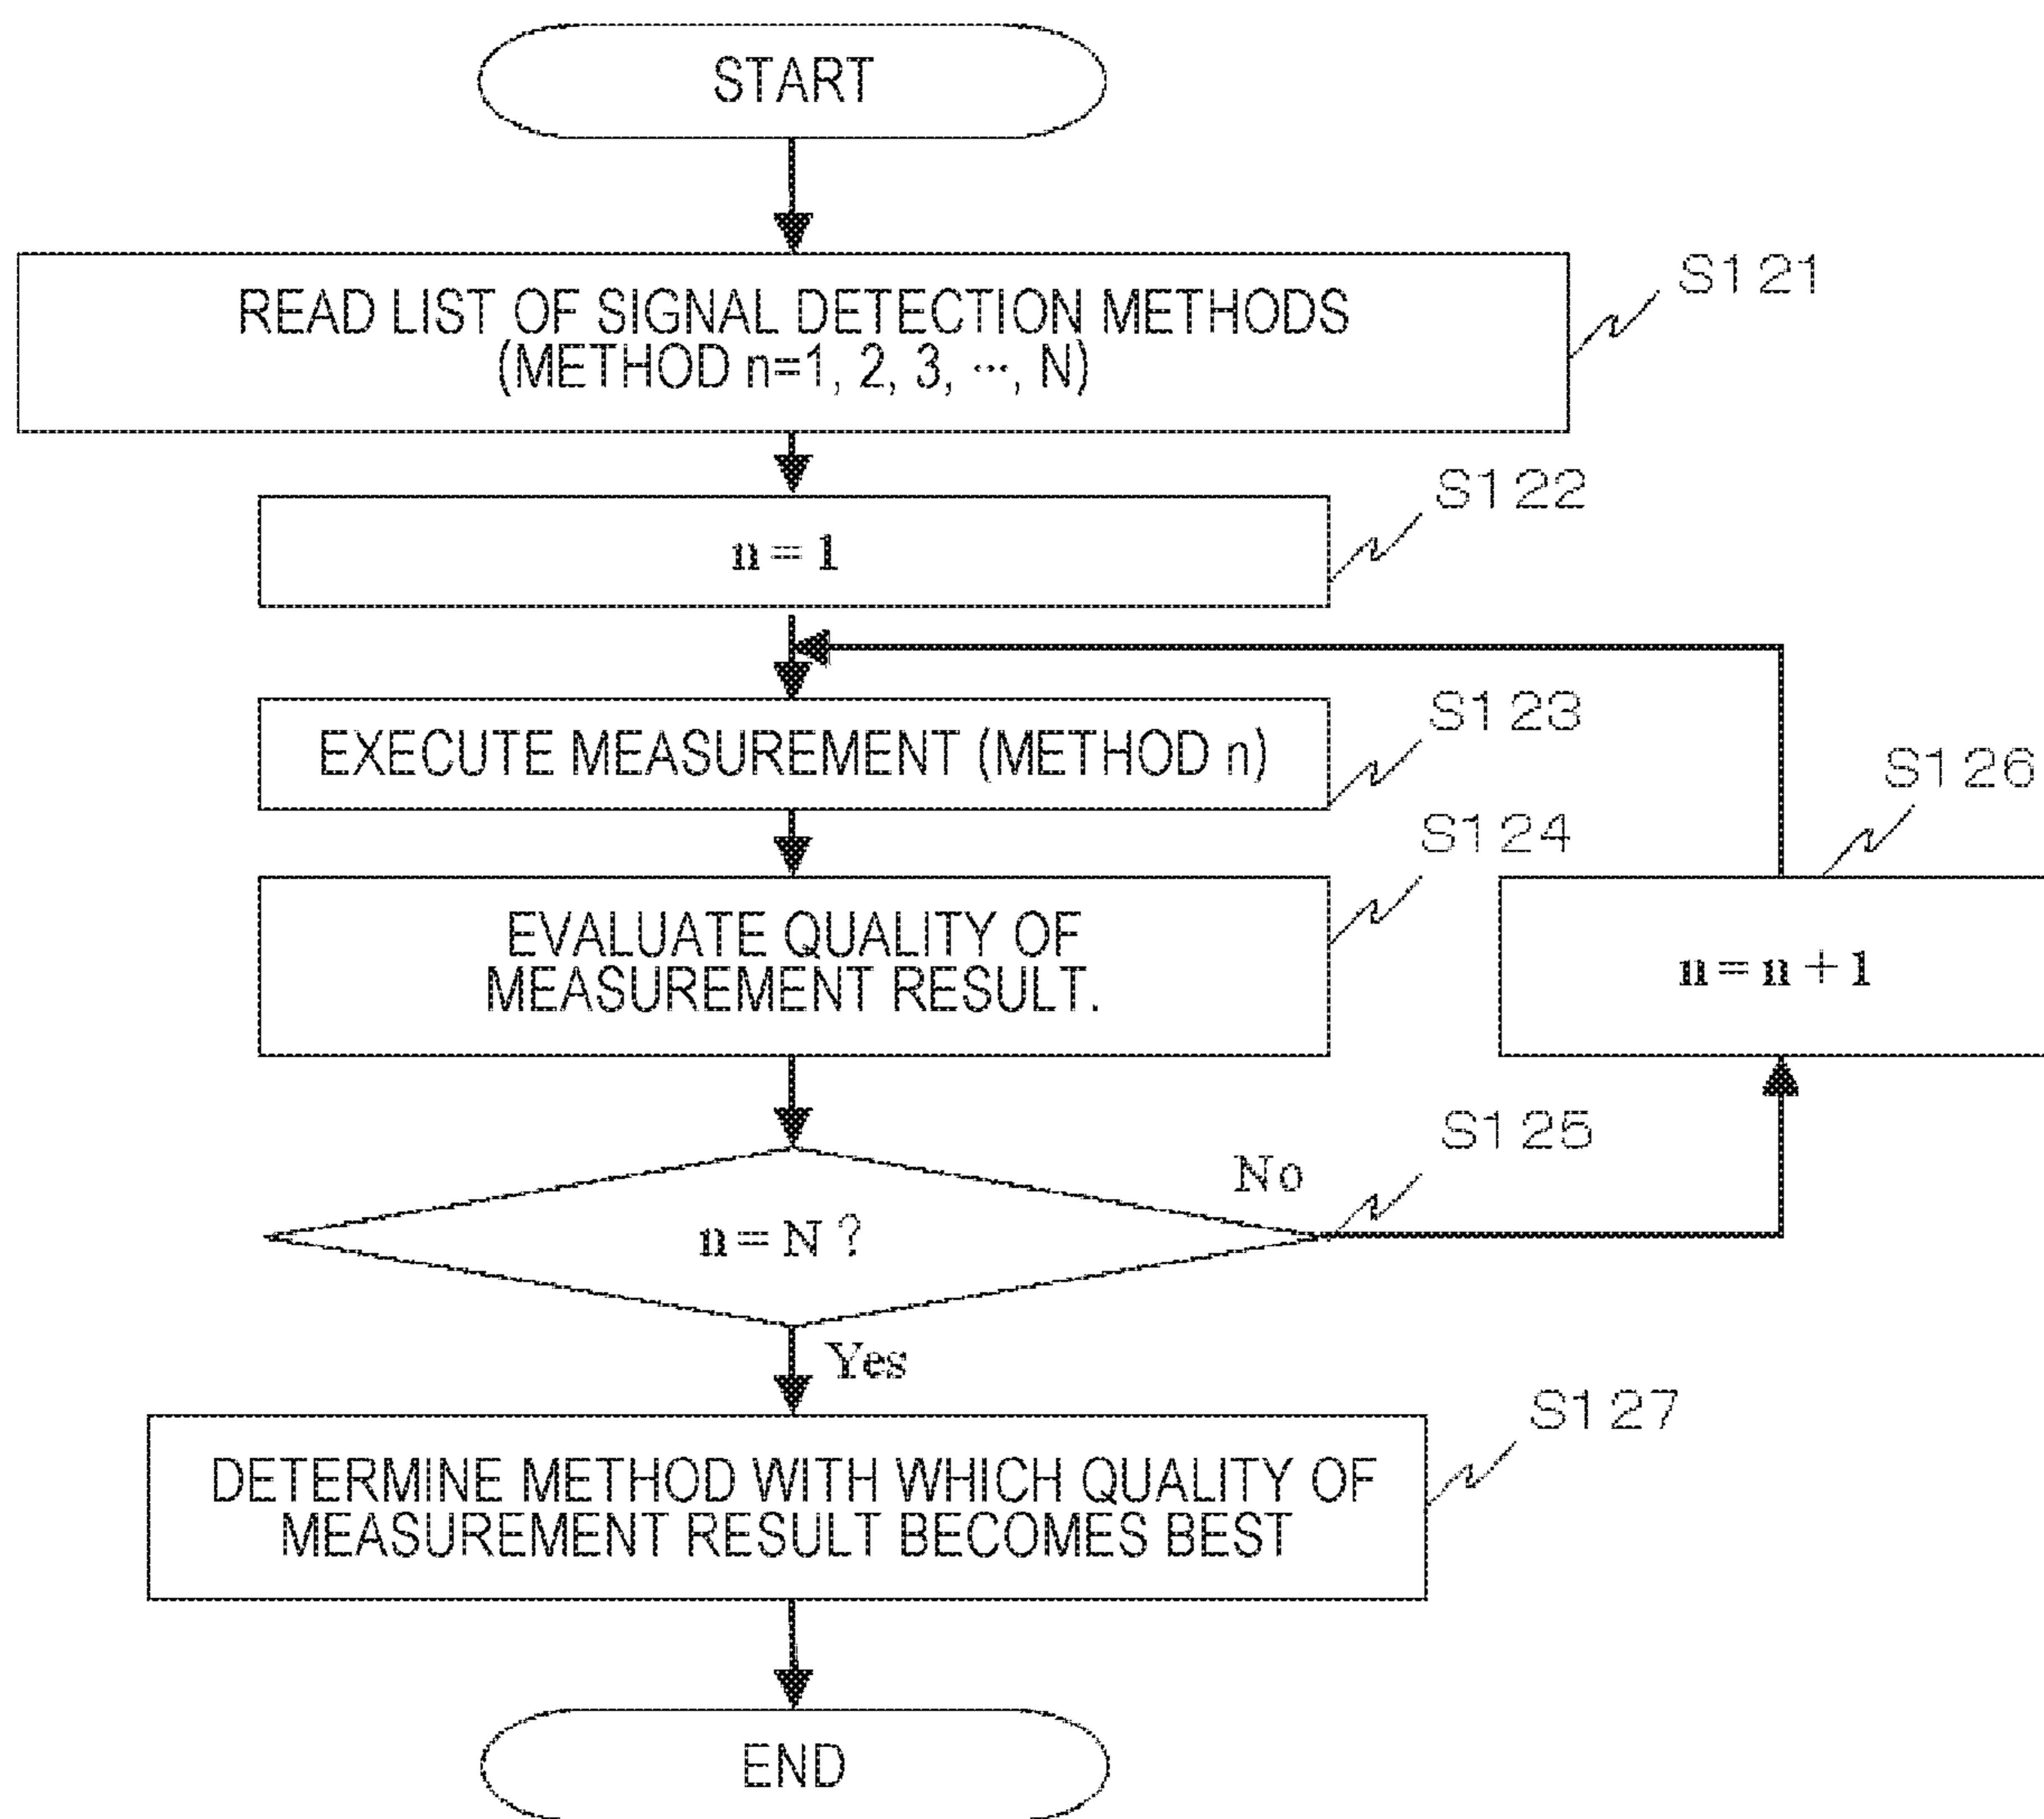 START
READ LIST OF SIGNAL DETECTION METHODS
(METHOD n=1, 2, 3, ···, N)
S121
n = 1
S122
EXECUTE MEASUREMENT (METHOD n)
S123
EVALUATE QUALITY OF
MEASUREMENT RESULT.
S124
n = N ?
S125
No
n = n + 1
S126
Yes
DETERMINE METHOD WITH WHICH QUALITY OF
MEASUREMENT RESULT BECOMES BEST
S127
END